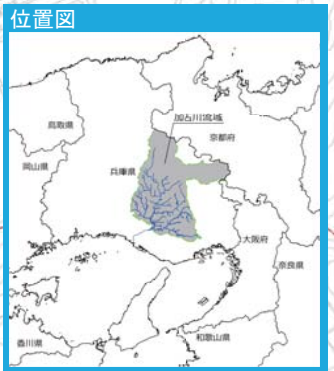 位置図
加古川流域
鳥取県
京都府
岡山県
兵庫県
大阪府
奈良県
香川県
和歌山県